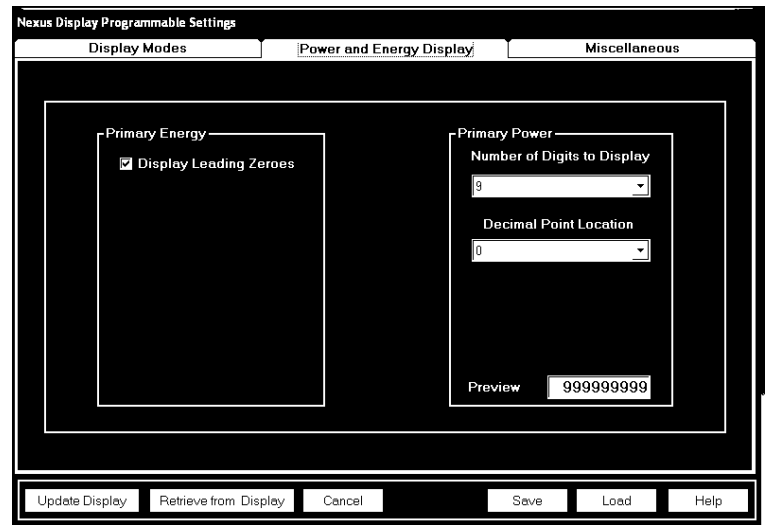 Nexus Display Programmable Settings
Display Modes
Power and Energy Display
Miscellaneous
Primary Energy
Display Leading Zeroes
Primary Power
Number of Digits to Display
9
Decimal Point Location
0
Preview 999999999
Update Display Retrieve from Display Cancel Save Load Help